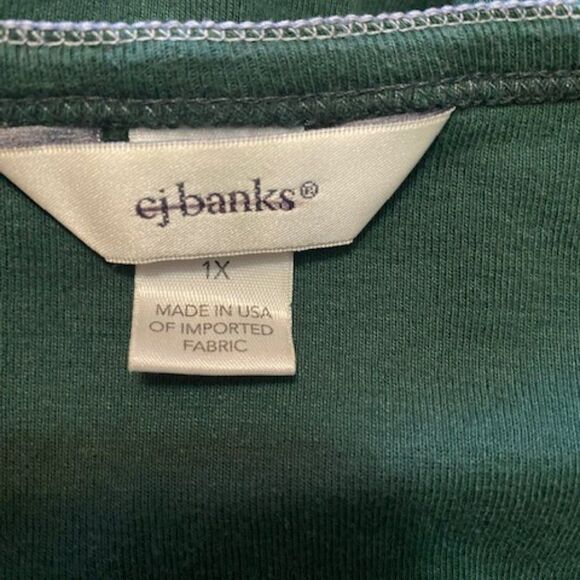 cj banks®
1X
MADE IN USA
OF IMPORTED
FABRIC